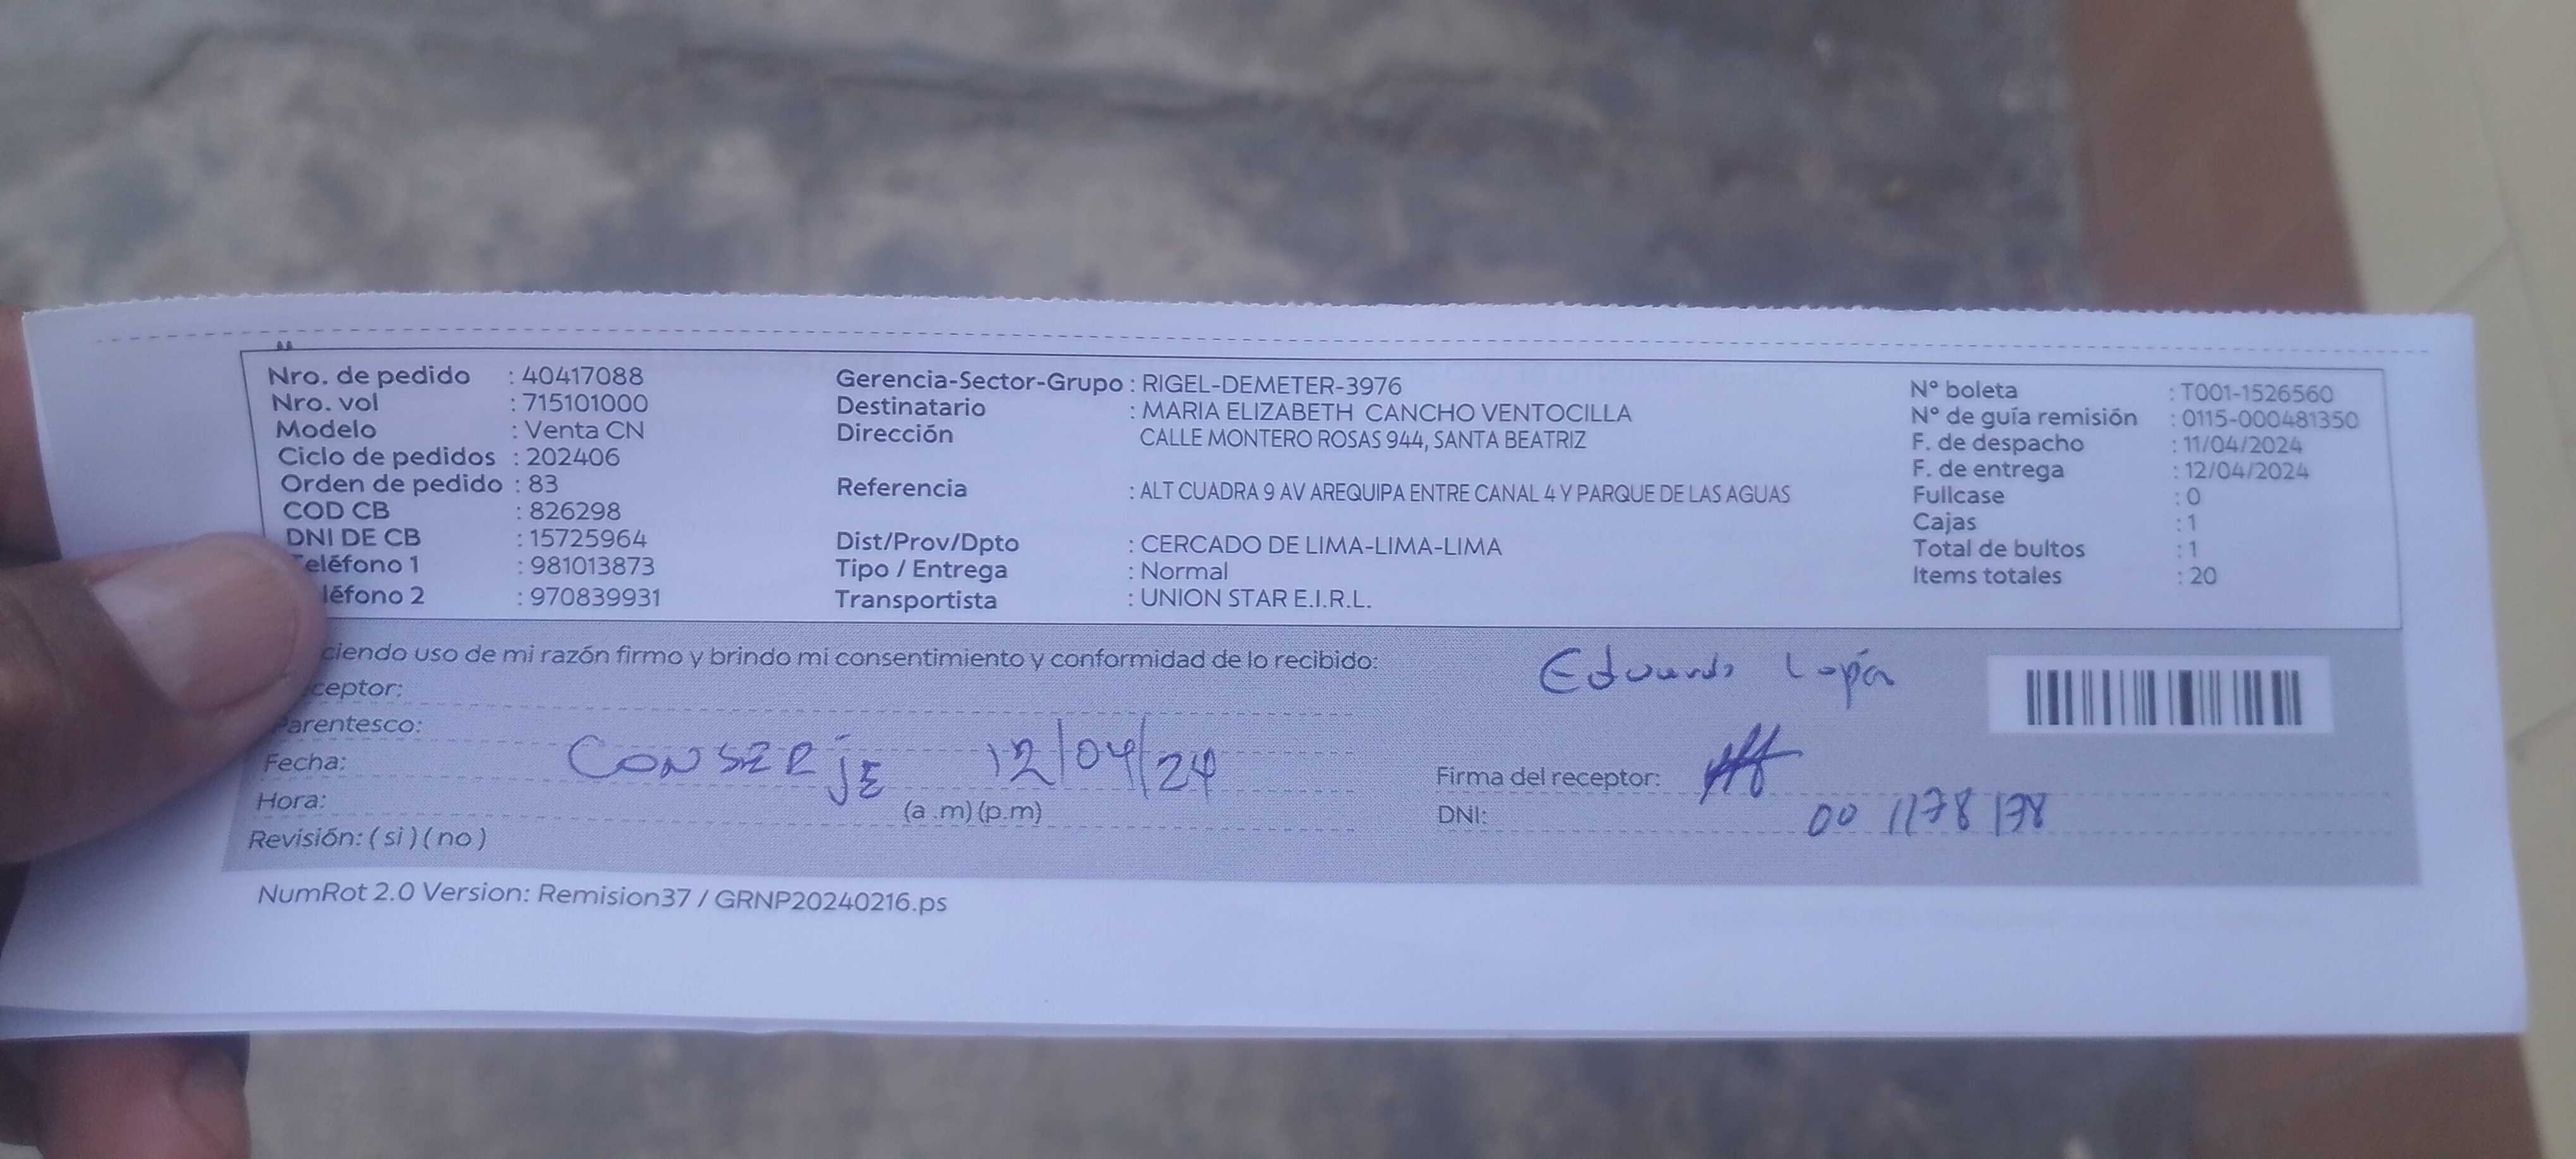 Nro. de pedido : 40417088
Nro. vol : 715101000
Modelo : Venta CN
Ciclo de pedidos : 202406
Orden de pedido : 83
COD CB : 826298
DNI DE CB : 15725964
eléfono 1 : 981013873
léfono 2 : 970839931
Gerencia-Sector-Grupo : RIGEL-DEMETER-3976
Destinatario : MARIA ELIZABETH CANCHO VENTOCILLA
Dirección CALLE MONTERO ROSAS 944, SANTA BEATRIZ
Referencia : ALT CUADRA 9 AV AREQUIPA ENTRE CANAL 4 Y PARQUE DE LAS AGUAS
Dist/Prov/Dpto : CERCADO DE LIMA-LIMA-LIMA
Tipo / Entrega : Normal
Transportista : UNION STAR E.I.R.L.
N° boleta : T001-1526560
N° de guía remisión : 0115-000481350
F. de despacho : 11/04/2024
F. de entrega : 12/04/2024
Fullcase : 0
Cajas : 1
Total de bultos : 1
Items totales : 20
ciendo uso de mi razón firmo y brindo mi consentimiento y conformidad de lo recibido:
ceptor:
Parentesco:
Fecha: CONSERJE 12/04/24
Hora: (a .m) (p.m)
Revisión: ( si ) ( no )
Eduardo
Firma del receptor:
DNI: 00 1178178
NumRot 2.0 Version: Remision37 / GRNP20240216.ps